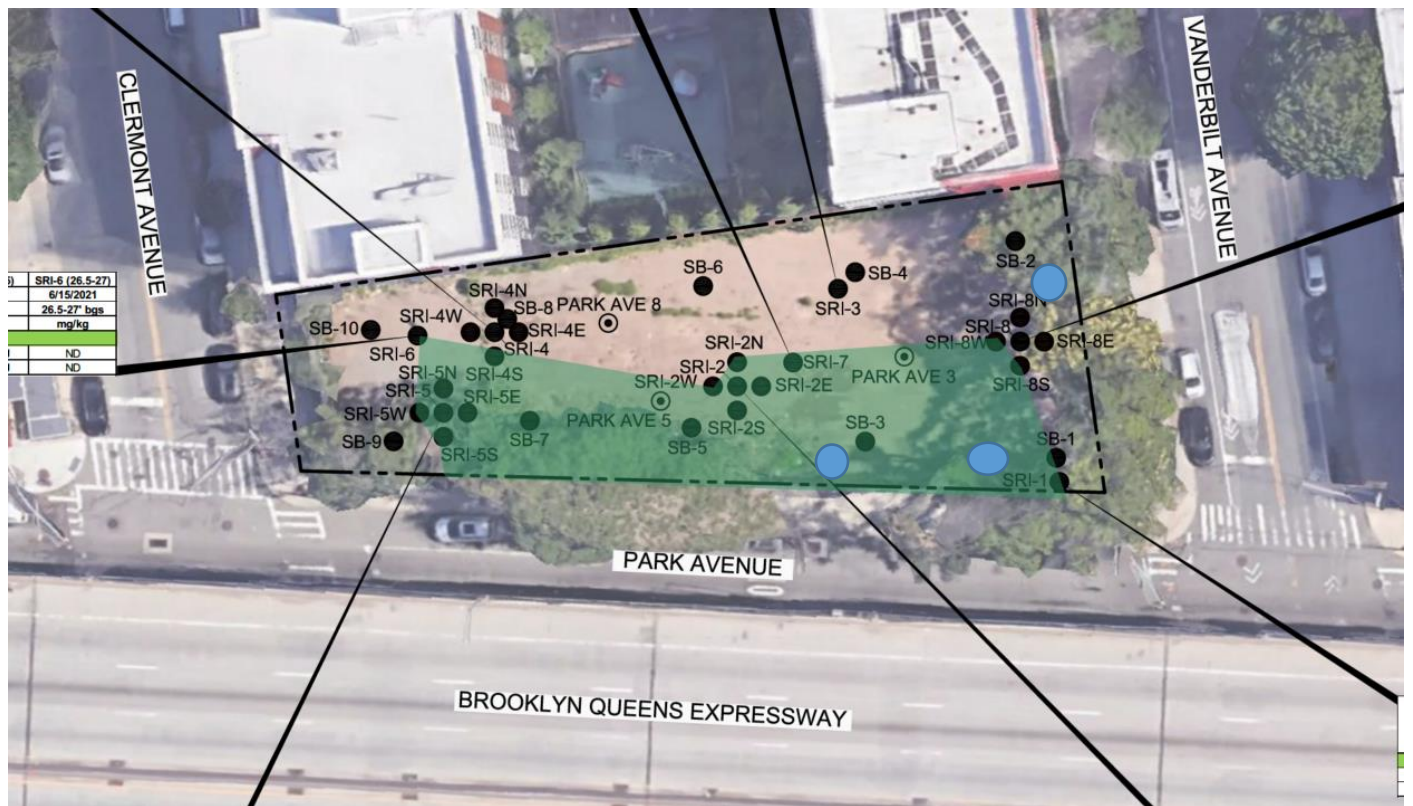 CLERMONT AVENUE
VANDERBILT AVENUE
SRI-6 (26.5-27)
6/15/2021
26.5-27' bgs
mg/kg
ND
ND
SB-2
SB-6
SB-4
SRI-3
SRI-4N
SB-8
PARK AVE 8
SRI-8N
SB-10
SRI-4W
SRI-4E
SRI-8
SRI-6
SRI-4
SRI-2N
SRI-8W
SRI-8E
SRI-2
SRI-7
PARK AVE 3
SRI-4S
SRI-8S
SRI-5N
SRI-2W
SRI-2E
SRI-5
SRI-5E
SRI-5W
PARK AVE 5
SRI-2S
SB-3
SB-9
SB-7
SB-5
SRI-5S
SB-1
SRI-1
PARK AVENUE
BROOKLYN QUEENS EXPRESSWAY